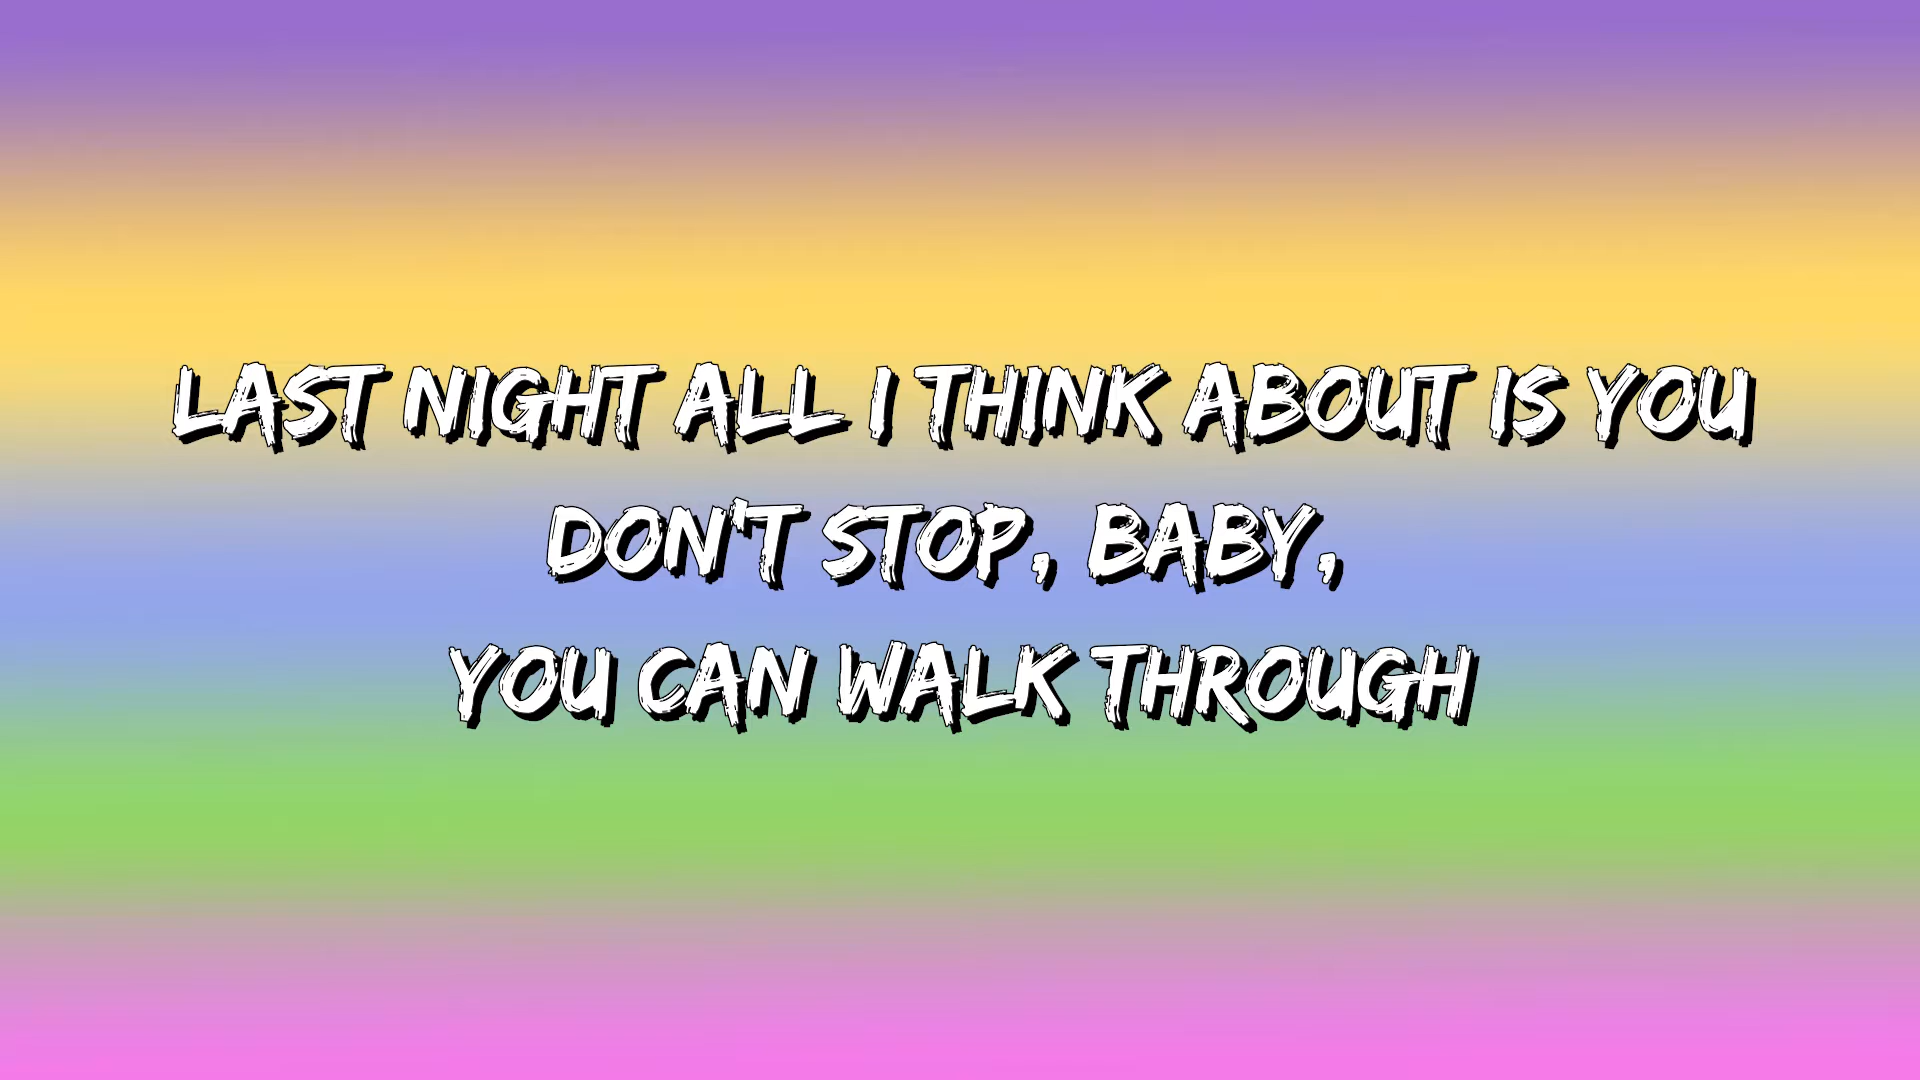 LAST NIGHT ALL I THINK ABOUT IS YOU
DON'T STOP, BABY,
YOU CAN WALK THROUGH